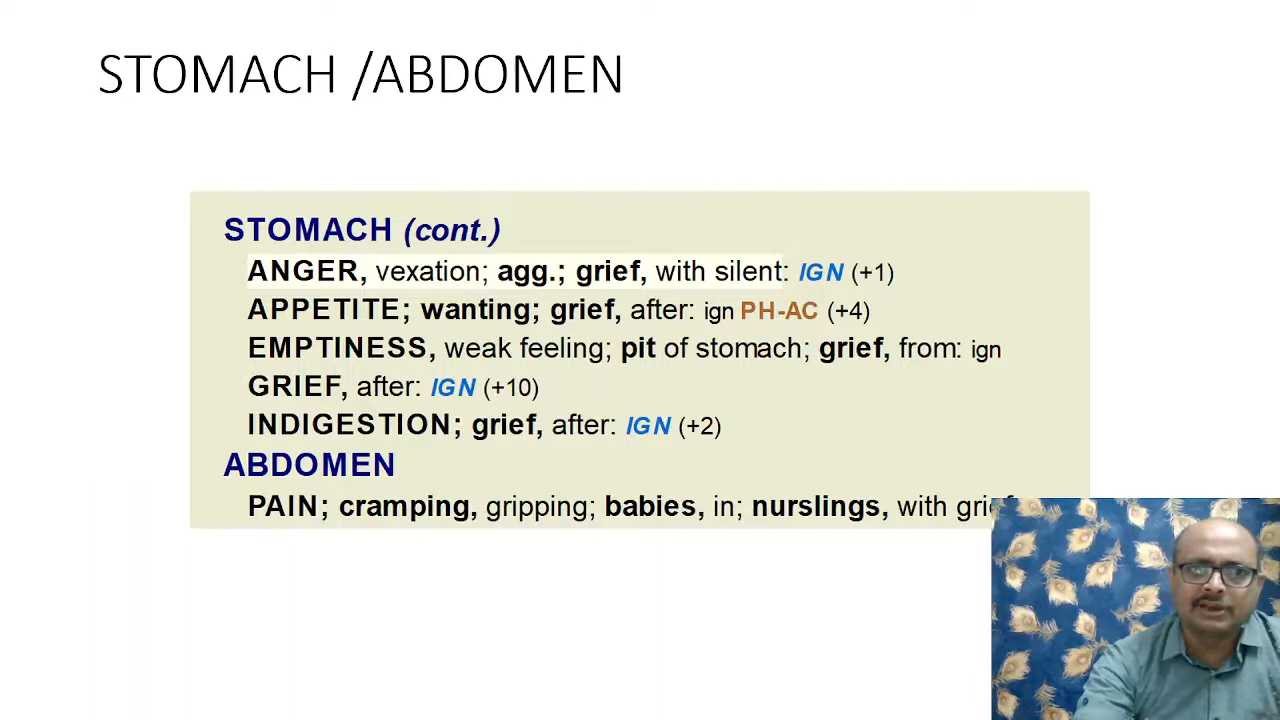 STOMACH /ABDOMEN
STOMACH (cont.)
ANGER, vexation; agg.; grief, with silent: IGN (+1)
APPETITE; wanting; grief, after: ign PH-AC (+4)
EMPTINESS, weak feeling; pit of stomach; grief, from: ign
GRIEF, after: IGN (+10)
INDIGESTION; grief, after: IGN (+2)
ABDOMEN
PAIN; cramping, gripping; babies, in; nurslings, with